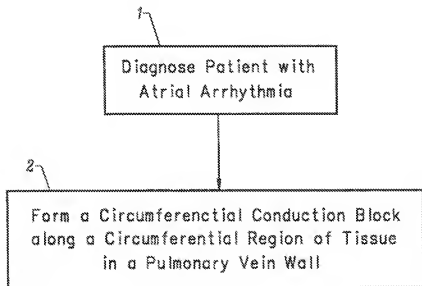 1
Diagnose Patient with
Atrial Arrhythmia
2
Form a Circumferenctial Conduction Block
along a Circumferential Region of Tissue
in a Pulmonary Vein Wall